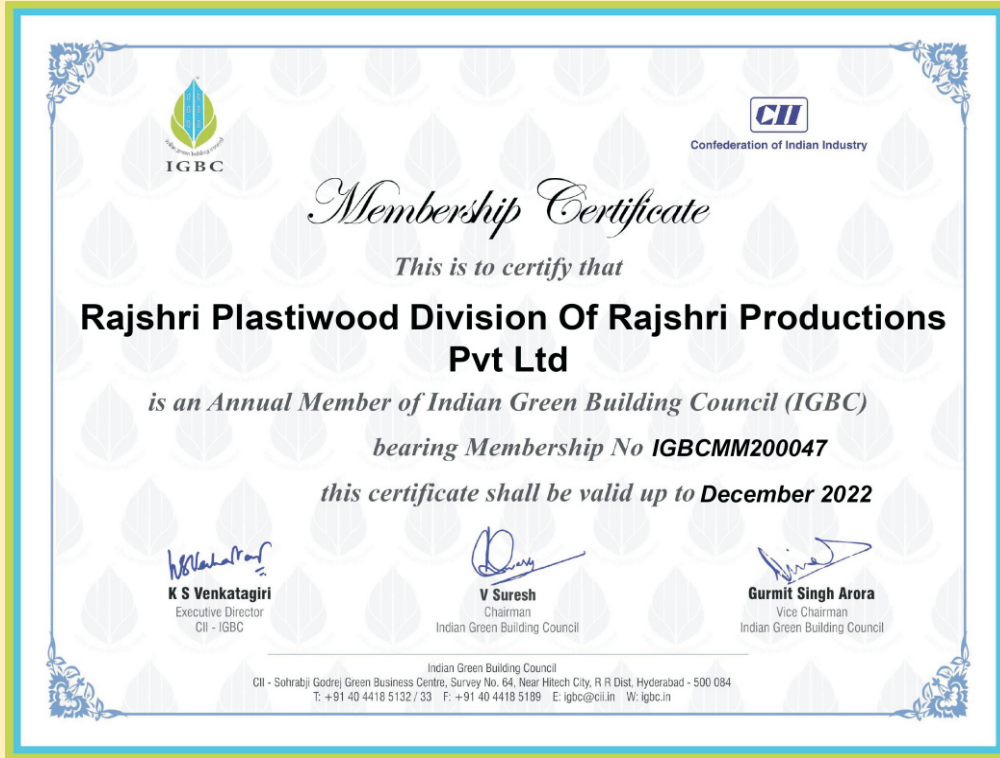 indian green building council
IGBC
CII
Confederation of Indian Industry
Membership Certificate
This is to certify that
Rajshri Plastiwood Division Of Rajshri Productions
Pvt Ltd
is an Annual Member of Indian Green Building Council (IGBC)
bearing Membership No IGBCMM200047
this certificate shall be valid up to December 2022
K S Venkatagiri
Executive Director
CII - IGBC
V Suresh
Chairman
Indian Green Building Council
Gurmit Singh Arora
Vice Chairman
Indian Green Building Council
Indian Green Building Council
CII - Sohrabji Godrej Green Business Centre, Survey No. 64, Near Hitech City, R R Dist, Hyderabad - 500 084
T: +91 40 4418 5132 / 33 F: +91 40 4418 5189 E: igbc@cii.in W: igbc.in